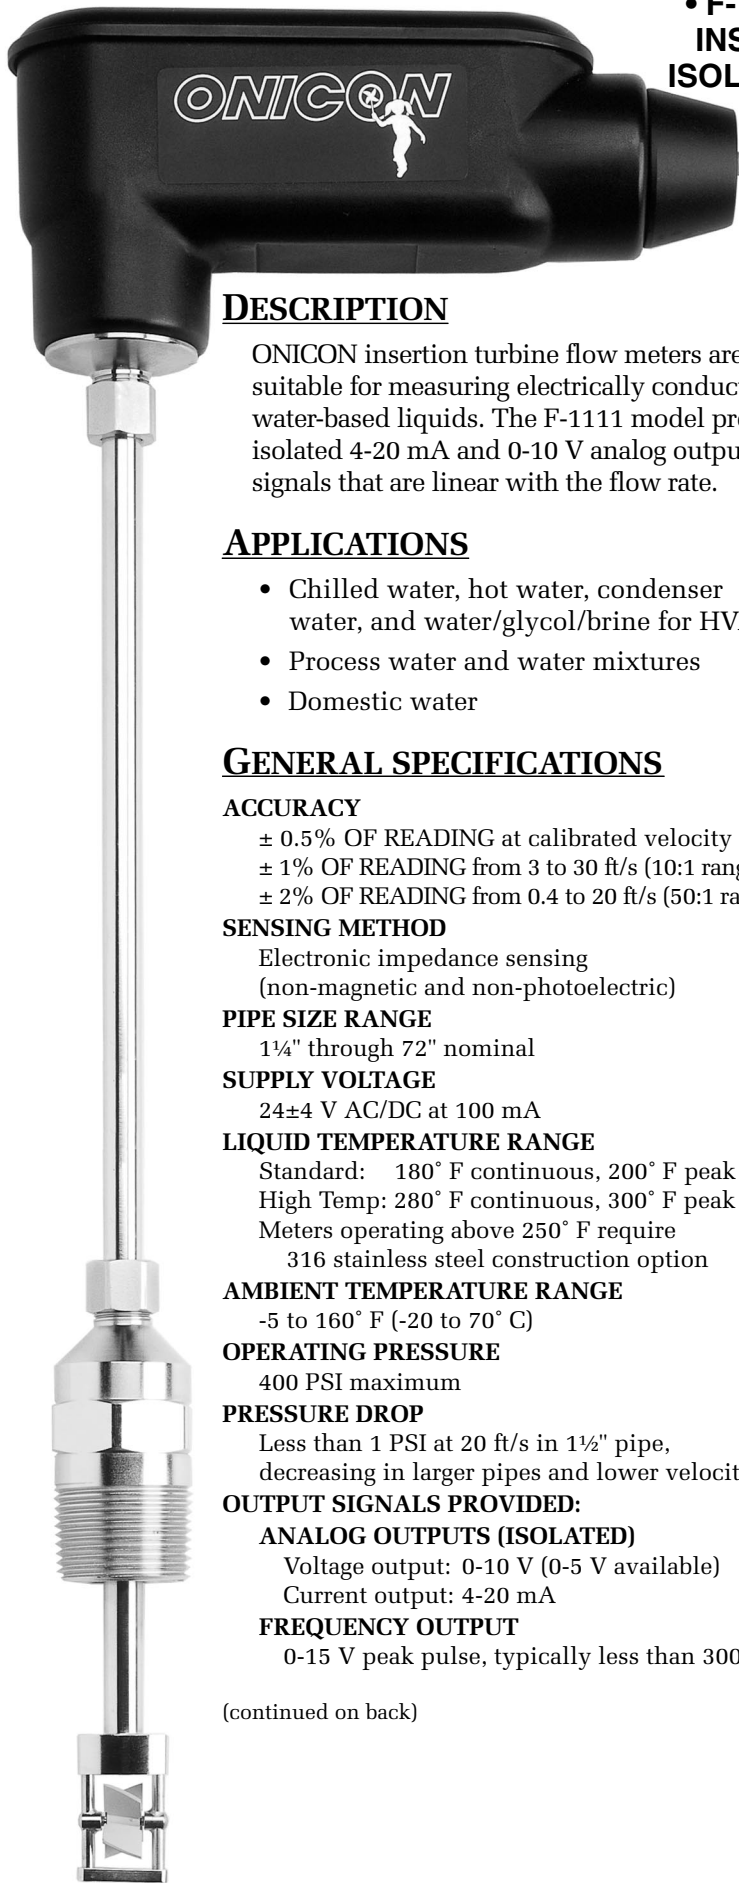 • F-
INS
ISOL
ONICON
DESCRIPTION
ONICON insertion turbine flow meters are
suitable for measuring electrically conduc
water-based liquids. The F-1111 model pr
isolated 4-20 mA and 0-10 V analog outpu
signals that are linear with the flow rate.
APPLICATIONS
• Chilled water, hot water, condenser
water, and water/glycol/brine for HV
• Process water and water mixtures
• Domestic water
GENERAL SPECIFICATIONS
ACCURACY
± 0.5% OF READING at calibrated velocity
± 1% OF READING from 3 to 30 ft/s (10:1 rang
± 2% OF READING from 0.4 to 20 ft/s (50:1 ra
SENSING METHOD
Electronic impedance sensing
(non-magnetic and non-photoelectric)
PIPE SIZE RANGE
1¼" through 72" nominal
SUPPLY VOLTAGE
24±4 V AC/DC at 100 mA
LIQUID TEMPERATURE RANGE
Standard: 180˚ F continuous, 200˚ F peak
High Temp: 280˚ F continuous, 300˚ F peak
Meters operating above 250˚ F require
316 stainless steel construction option
AMBIENT TEMPERATURE RANGE
-5 to 160˚ F (-20 to 70˚ C)
OPERATING PRESSURE
400 PSI maximum
PRESSURE DROP
Less than 1 PSI at 20 ft/s in 1½" pipe,
decreasing in larger pipes and lower veloci
OUTPUT SIGNALS PROVIDED:
ANALOG OUTPUTS (ISOLATED)
Voltage output: 0-10 V (0-5 V available)
Current output: 4-20 mA
FREQUENCY OUTPUT
0-15 V peak pulse, typically less than 300
(continued on back)